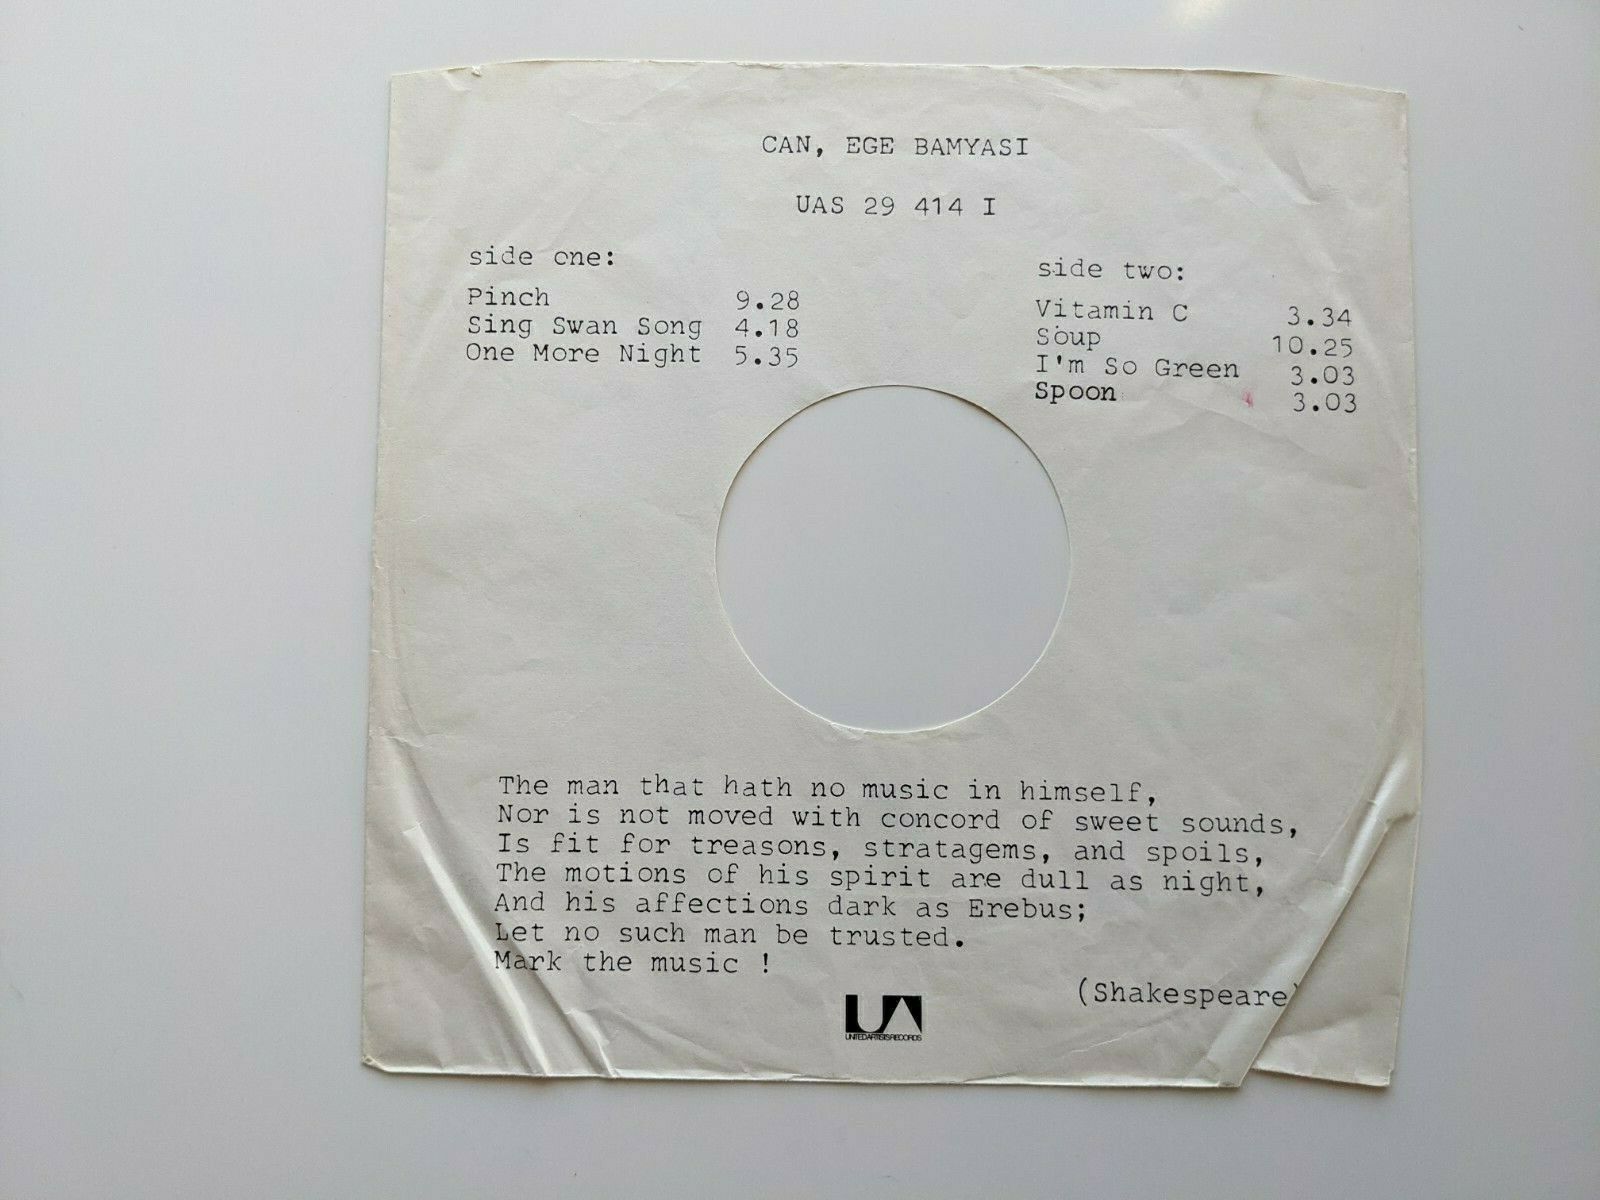 CAN, EGE BAMYASI
UAS 29 414 I
side one:
Pinch 9.28
Sing Swan Song 4.18
One More Night 5.35
side two:
Vitamin C 3.34
Soup 10.25
I'm So Green 3.03
Spoon 3.03
The man that hath no music in himself,
Nor is not moved with concord of sweet sounds,
Is fit for treasons, stratagems, and spoils,
The motions of his spirit are dull as night,
And his affections dark as Erebus;
Let no such man be trusted.
Mark the music !
(Shakespeare)
UA
UNITED ARTISTS RECORDS